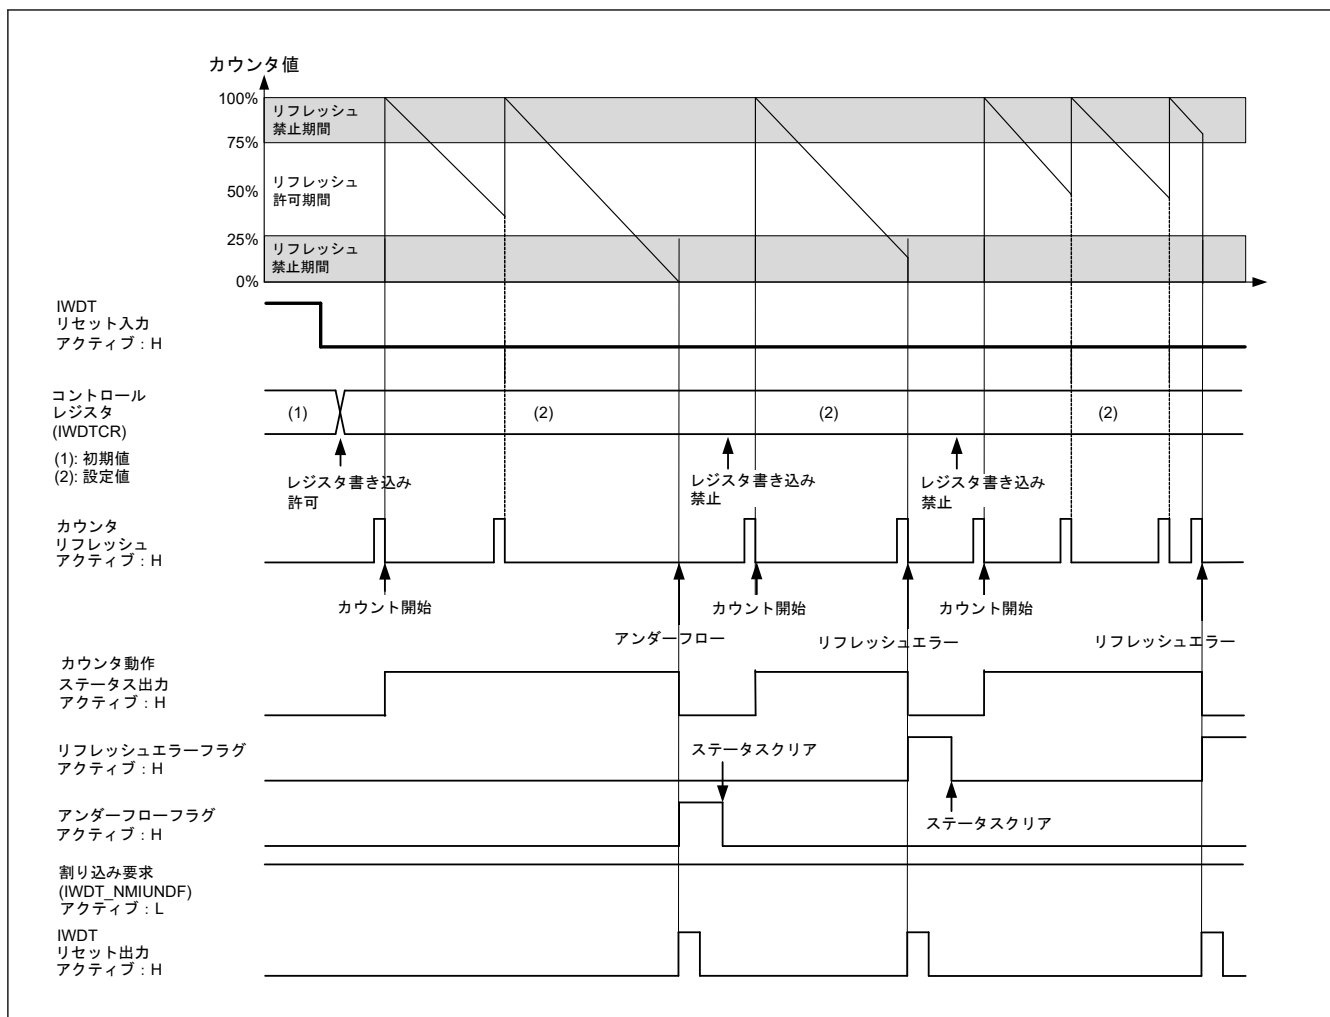 カウンタ値
100%
リフレッシュ
禁止期間
75%
50%
リフレッシュ
許可期間
25%
リフレッシュ
禁止期間
0%
IWDT
リセット入力
アクティブ：H
コントロール
レジスタ
(IWDTCR)
(1): 初期値
(2): 設定値
(1)
(2)
(2)
(2)
レジスタ書き込み
許可
レジスタ書き込み
禁止
レジスタ書き込み
禁止
カウンタ
リフレッシュ
アクティブ：H
カウント開始
カウント開始
カウント開始
アンダーフロー
リフレッシュエラー
リフレッシュエラー
カウンタ動作
ステータス出力
アクティブ：H
リフレッシュエラーフラグ
アクティブ：H
ステータスクリア
ステータスクリア
アンダーフローフラグ
アクティブ：H
割り込み要求
(IWDT_NMIUNDF)
アクティブ：L
IWDT
リセット出力
アクティブ：H